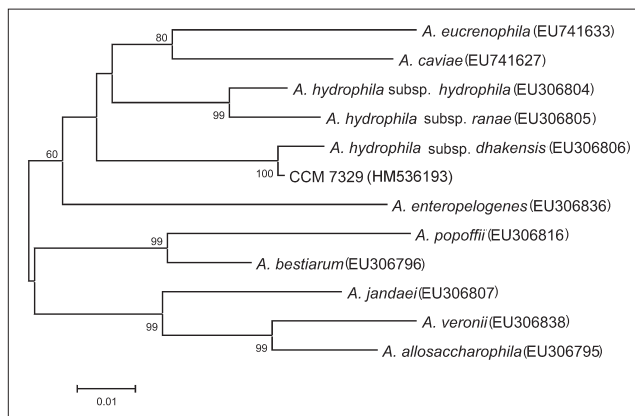 A. eucrenophila (EU741633)
80
A. caviae (EU741627)
A. hydrophila subsp. hydrophila (EU306804)
99
A. hydrophila subsp. ranae (EU306805)
A. hydrophila subsp. dhakensis (EU306806)
60
100
CCM 7329 (HM536193)
A. enteropelogenes (EU306836)
A. popoffii (EU306816)
99
A. bestiarum (EU306796)
A. jandaei (EU306807)
99
A. veronii (EU306838)
99
A. allosaccharophila (EU306795)
0.01